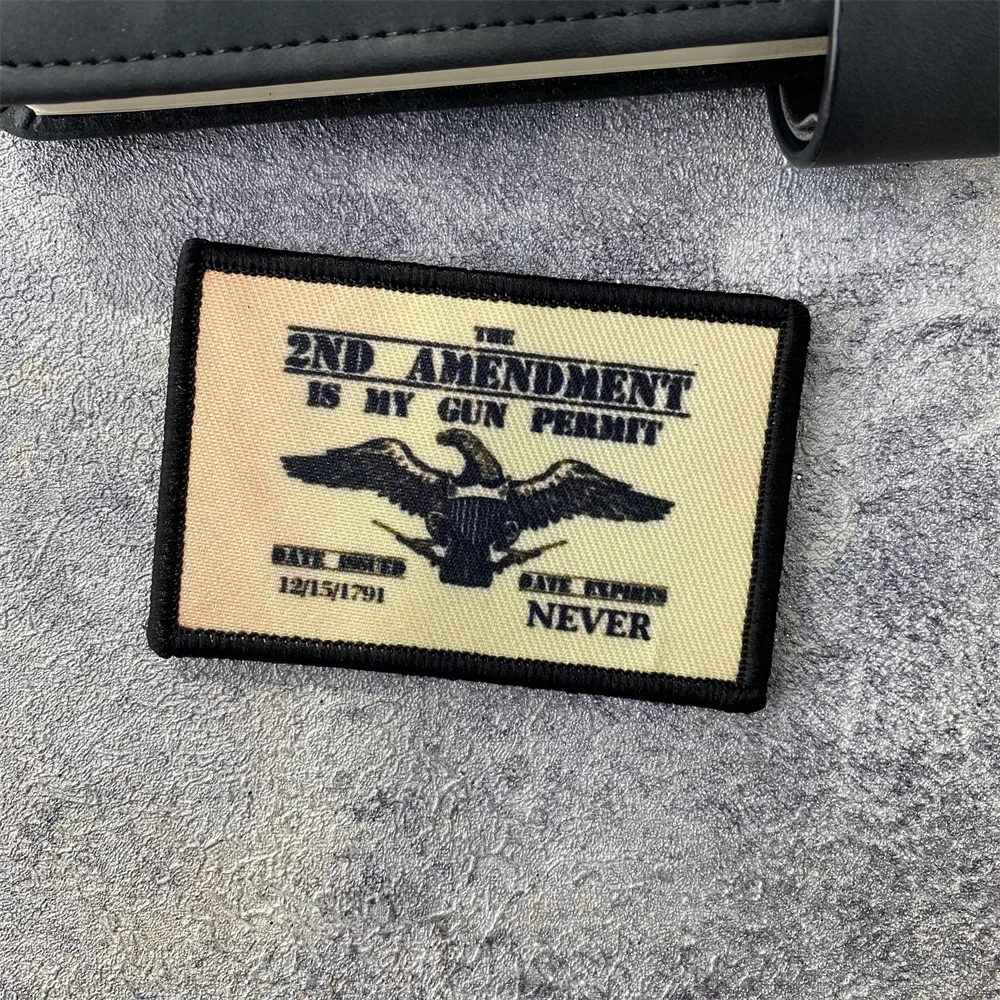 THE
2ND AMENDMENT
IS MY GUN PERMIT
DATE ISSUED
12/15/1791
DATE EXPIRES
NEVER